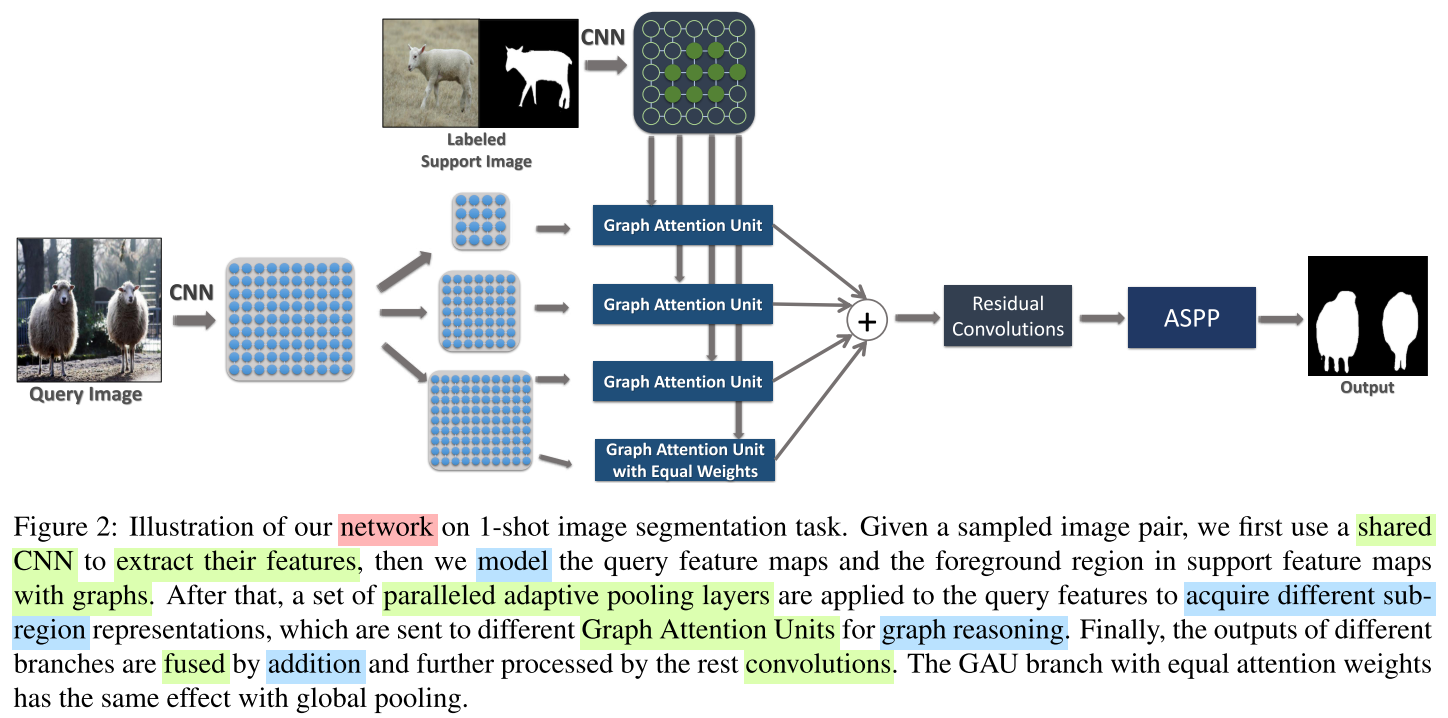 CNN
Labeled
Support Image
Graph Attention Unit
CNN
Query Image
Graph Attention Unit
+
Residual
Convolutions
ASPP
Graph Attention Unit
Output
Graph Attention Unit
with Equal Weights
Figure 2: Illustration of our network on 1-shot image segmentation task. Given a sampled image pair, we first use a shared
CNN to extract their features, then we model the query feature maps and the foreground region in support feature maps
with graphs. After that, a set of paralleled adaptive pooling layers are applied to the query features to acquire different sub-
region representations, which are sent to different Graph Attention Units for graph reasoning. Finally, the outputs of different
branches are fused by addition and further processed by the rest convolutions. The GAU branch with equal attention weights
has the same effect with global pooling.